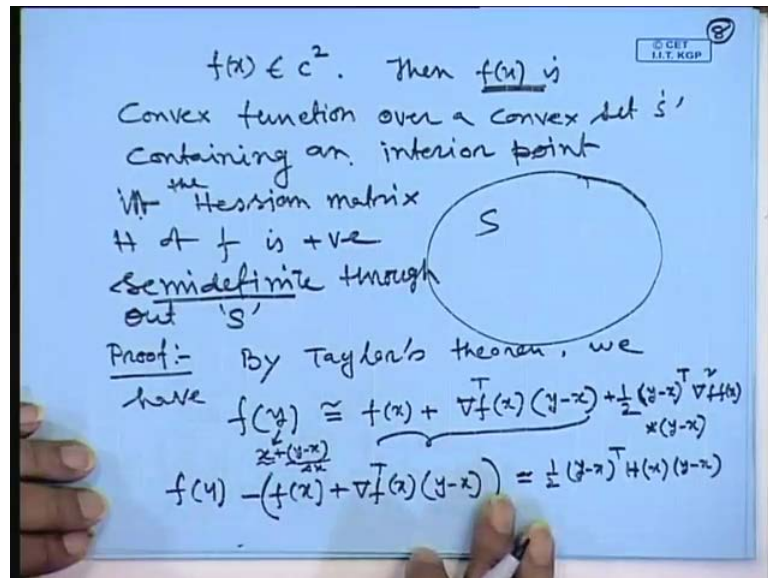 8
© CET
I.I.T. KGP
f(x) ∈ c². Then f(x) is
Convex function over a convex set 's'
containing an interior point
iff the Hessian matrix
H of f is +ve
semidefinite through
out 'S'
S
Proof:- By Taylor's theorem, we
have f(y) ≅ f(x) + ∇ᵀf(x) (y-x) + 1/2 (y-x)ᵀ ∇²f(x)
*(y-x)
x+(y-x)
Δx
f(y) - (f(x) + ∇ᵀf(x) (y-x)) ≅ 1/2 (y-x)ᵀ H(x) (y-x)